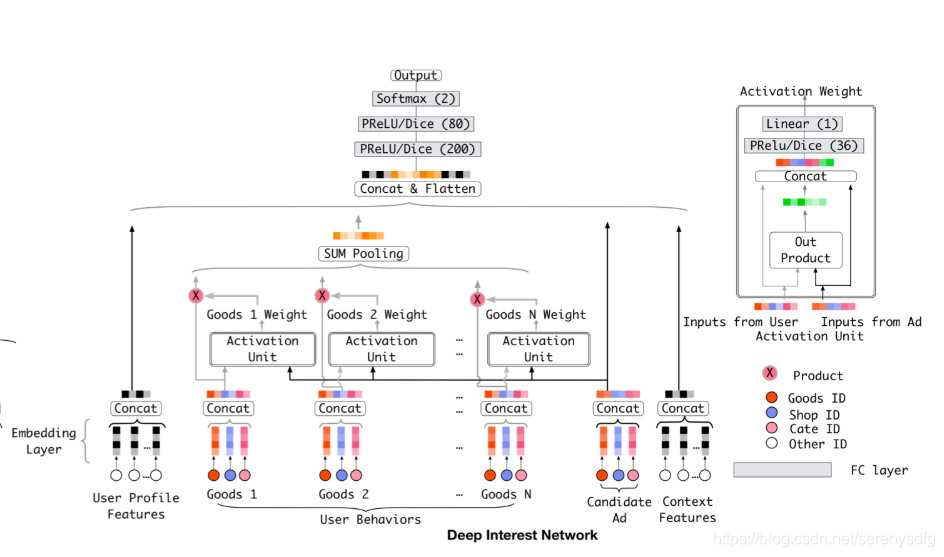 Output
Softmax (2)
PReLU/Dice (80)
PReLU/Dice (200)
Concat & Flatten
SUM Pooling
X
X
X
Goods 1 Weight
Goods 2 Weight
Goods N Weight
Activation
Unit
Activation
Unit
...
...
Activation
Unit
Concat
Concat
Concat
...
...
Concat
Concat
Concat
Embedding
Layer
...
...
...
User Profile
Features
Goods 1
Goods 2
...
Goods N
User Behaviors
Candidate
Ad
Context
Features
Deep Interest Network
Activation Weight
Linear (1)
PRelu/Dice (36)
Concat
Out
Product
Inputs from User
Inputs from Ad
Activation Unit
X Product
Goods ID
Shop ID
Cate ID
Other ID
FC layer
https://blog.csdn.net/serenysdfg